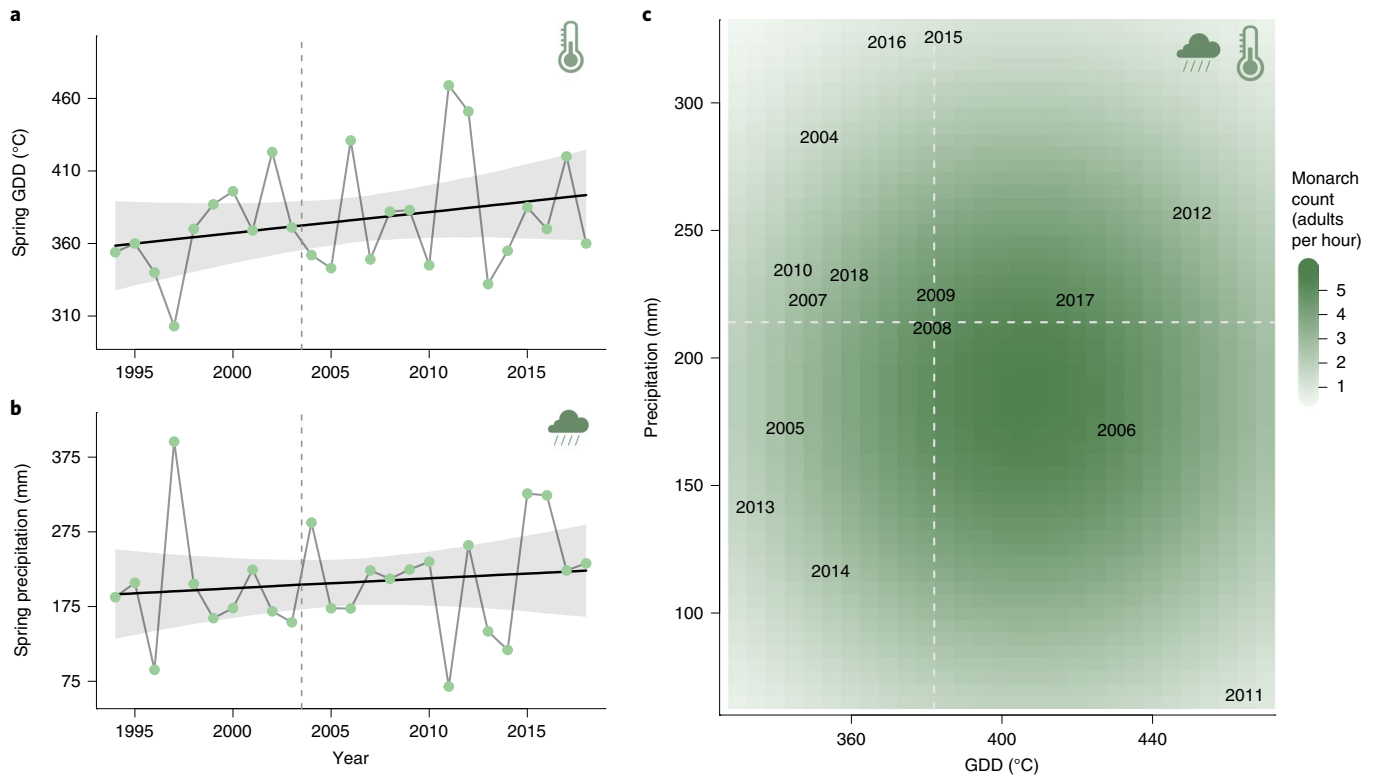 a
Spring GDD (°C)
460
410
360
310
1995 2000 2005 2010 2015
b
Spring precipitation (mm)
375
275
175
75
1995 2000 2005 2010 2015
Year
c
Precipitation (mm)
300
250
200
150
100
2016 2015
2004
2012
2010 2018
2007 2009 2017
2008
2005 2006
2013
2014
2011
360 400 440
GDD (°C)
Monarch
count
(adults
per hour)
5
4
3
2
1